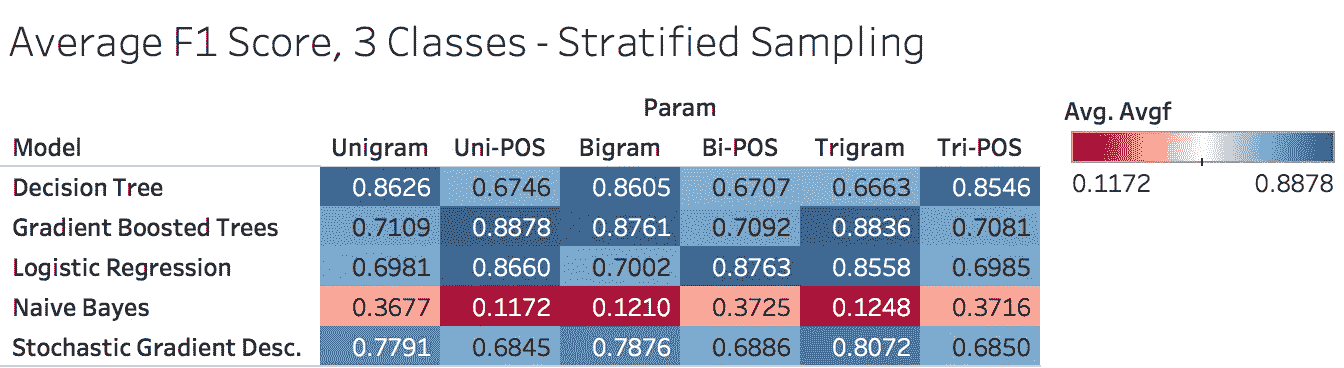 Average F1 Score, 3 Classes - Stratified Sampling
Param
Avg. Avgf
Model Unigram Uni-POS Bigram Bi-POS Trigram Tri-POS
0.1172 0.8878
Decision Tree 0.8626 0.6746 0.8605 0.6707 0.6663 0.8546
Gradient Boosted Trees 0.7109 0.8878 0.8761 0.7092 0.8836 0.7081
Logistic Regression 0.6981 0.8660 0.7002 0.8763 0.8558 0.6985
Naive Bayes 0.3677 0.1172 0.1210 0.3725 0.1248 0.3716
Stochastic Gradient Desc. 0.7791 0.6845 0.7876 0.6886 0.8072 0.6850